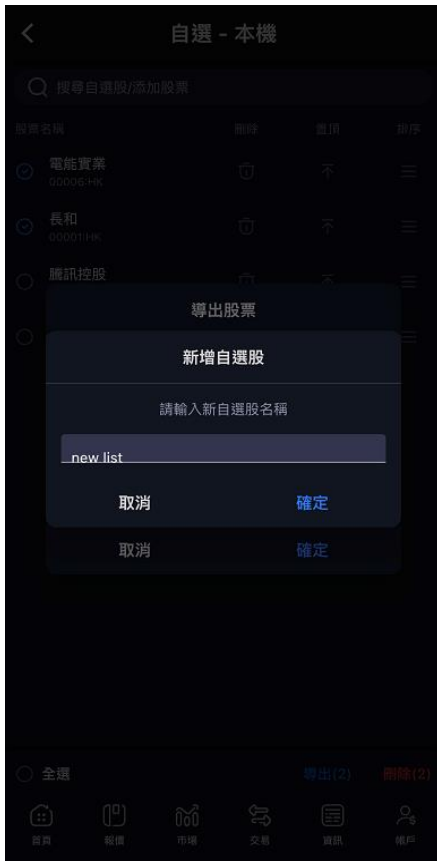 自選 - 本機
搜尋自選股/添加股票
股票名稱 刪除 置頂 排序
電能實業
00006.HK
長和
00001.HK
騰訊控股
導出股票
新增自選股
請輸入新自選股名稱
new list
取消 確定
取消 確定
全選 導出(2) 刪除(2)
首頁 報價 市場 交易 資訊 帳戶